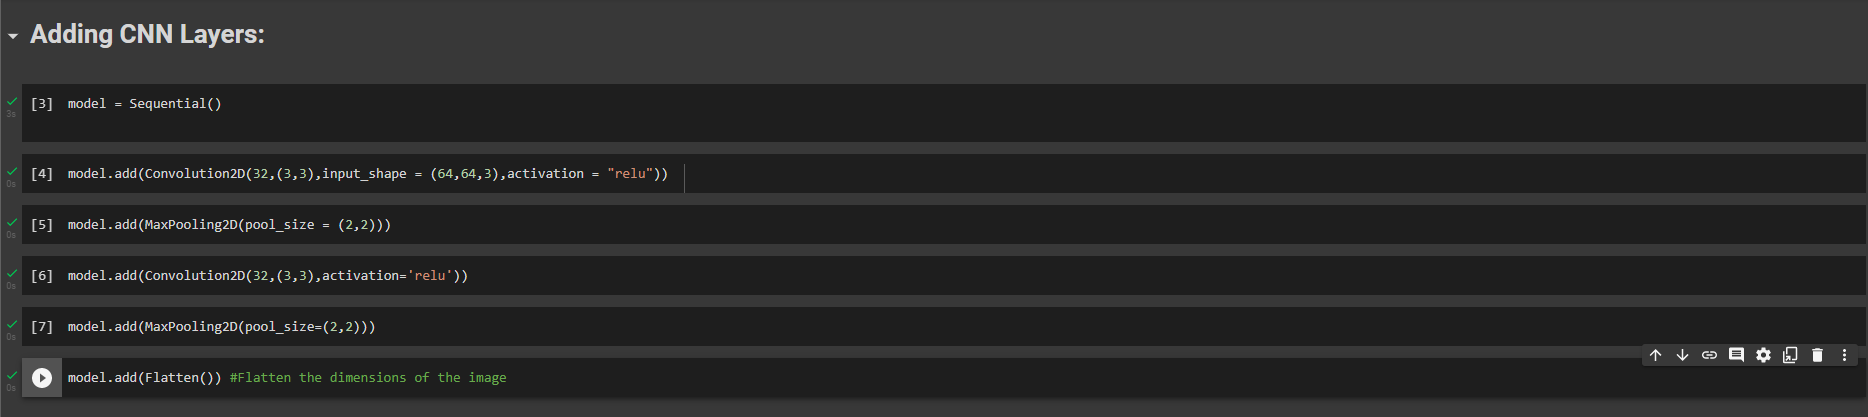 Adding CNN Layers:
[3] model = Sequential()
3s
[4] model.add(Convolution2D(32,(3,3),input_shape = (64,64,3),activation = "relu"))
0s
[5] model.add(MaxPooling2D(pool_size = (2,2)))
0s
[6] model.add(Convolution2D(32,(3,3),activation='relu'))
0s
[7] model.add(MaxPooling2D(pool_size=(2,2)))
0s
model.add(Flatten()) #Flatten the dimensions of the image
0s